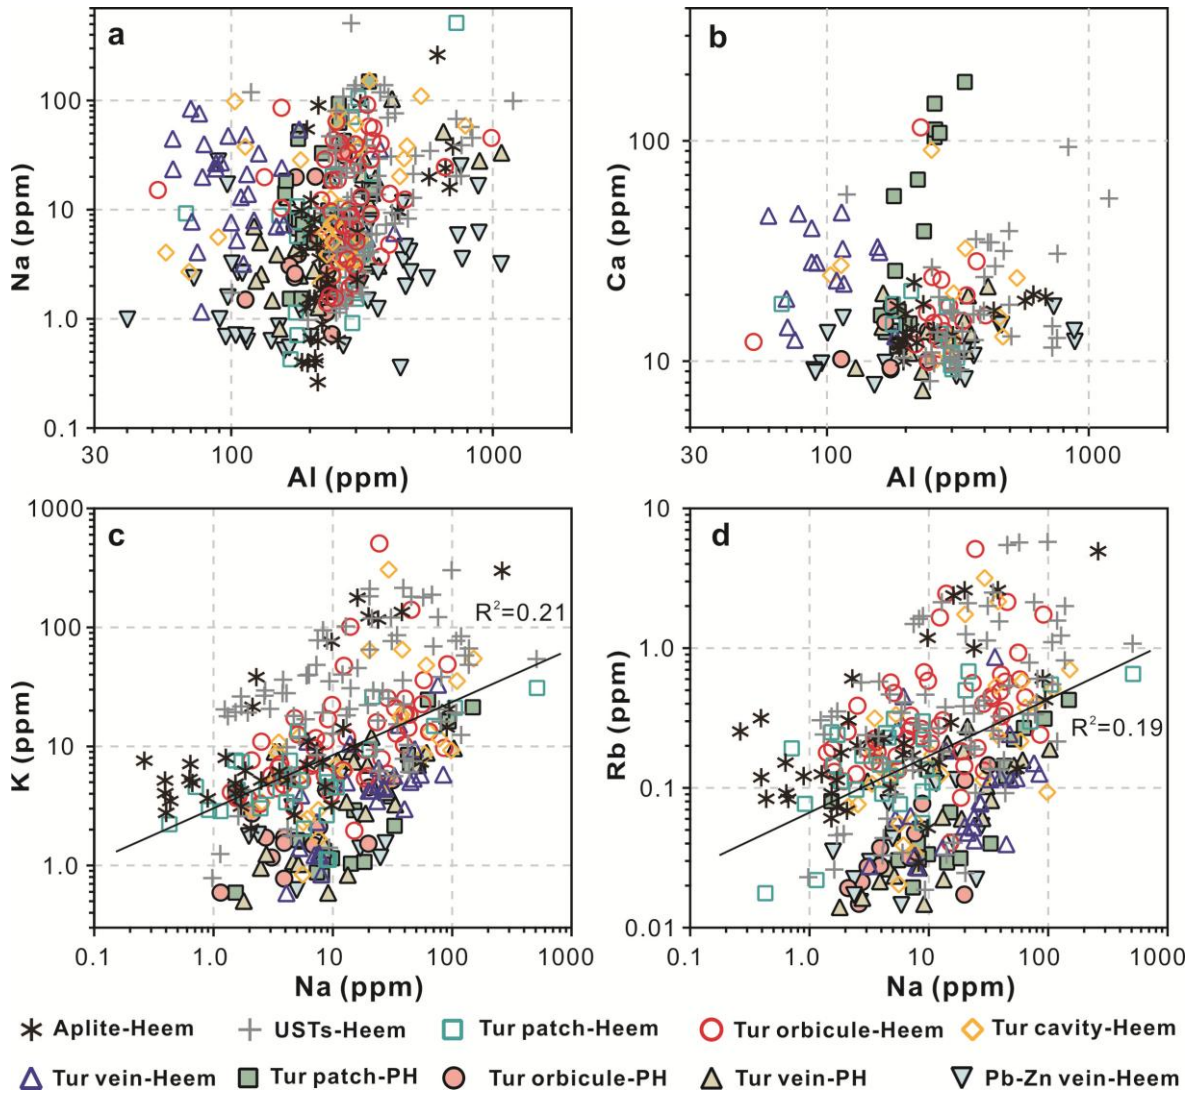 a
Na (ppm)
100
10
1.0
0.1
30
100
1000
Al (ppm)
b
Ca (ppm)
100
10
30
100
1000
Al (ppm)
c
K (ppm)
1000
100
10
1.0
R²=0.21
0.1
1.0
10
100
1000
Na (ppm)
d
Rb (ppm)
10
1.0
0.1
0.01
R²=0.19
0.1
1.0
10
100
1000
Na (ppm)
Aplite-Heem USTs-Heem Tur patch-Heem Tur orbicule-Heem Tur cavity-Heem
Tur vein-Heem Tur patch-PH Tur orbicule-PH Tur vein-PH Pb-Zn vein-Heem